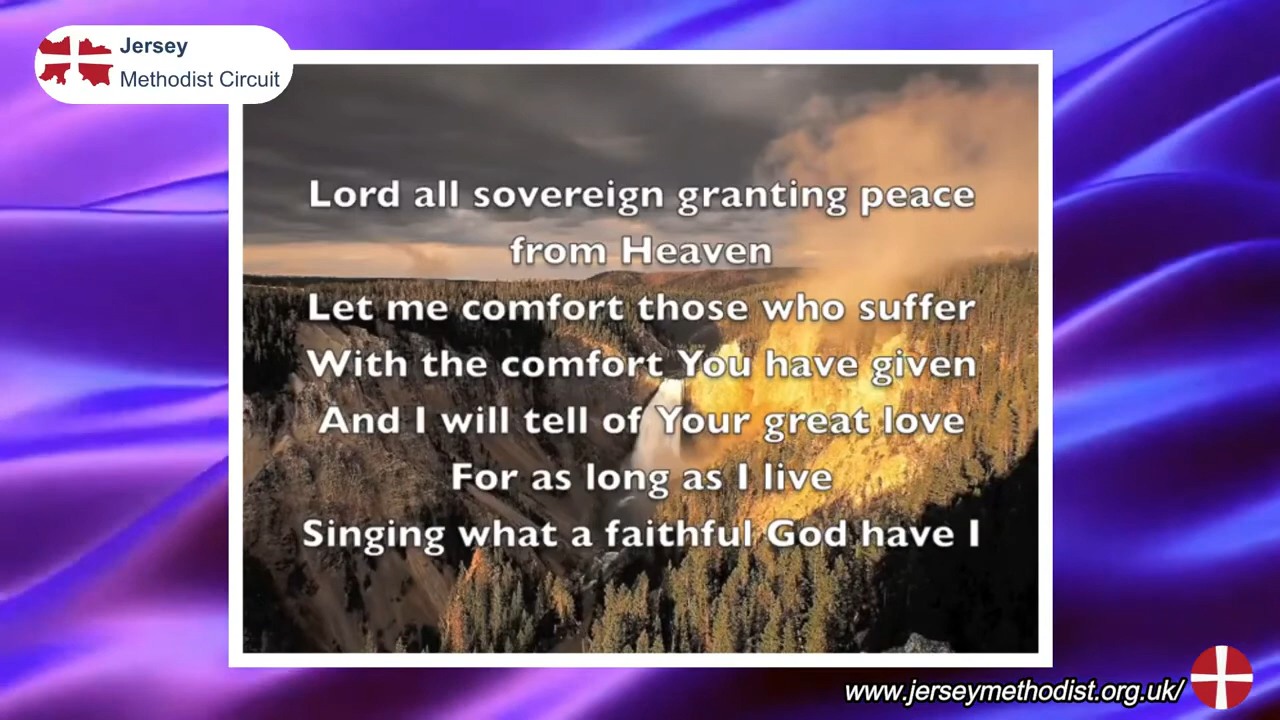 Jersey
Methodist Circuit
Lord all sovereign granting peace
from Heaven
Let me comfort those who suffer
With the comfort You have given
And I will tell of Your great love
For as long as I live
Singing what a faithful God have I
www.jerseymethodist.org.uk/